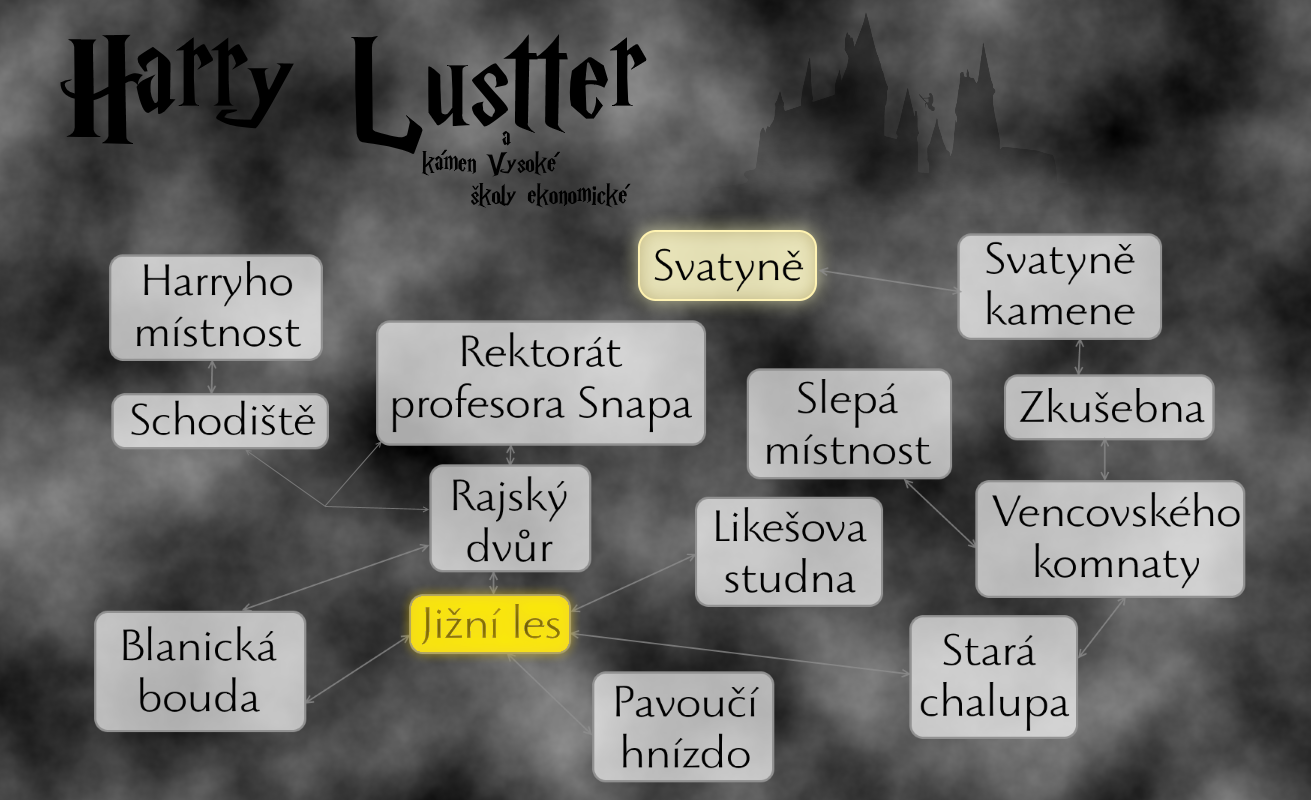 Harry Lustter
a
kámen Vysoké
školy ekonomické
Svatyně
Svatyně
kamene
Harryho
místnost
Rektorát
profesora Snapa
Slepá
místnost
Zkušebna
Schodiště
Rajský
dvůr
Likešova
studna
Vencovského
komnaty
Jižní les
Blanická
bouda
Stará
chalupa
Pavoučí
hnízdo